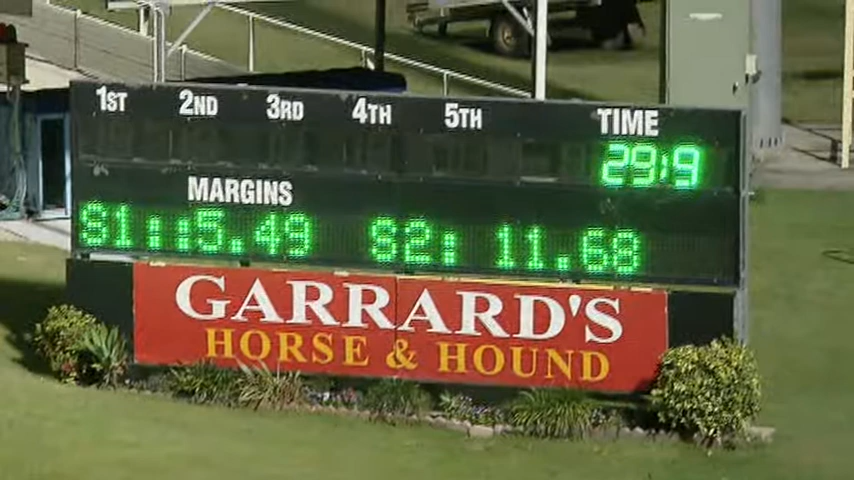 1ST 2ND 3RD 4TH 5TH TIME
29:9
MARGINS
S1::5.49 S2: 11.68
GARRARD'S
HORSE & HOUND